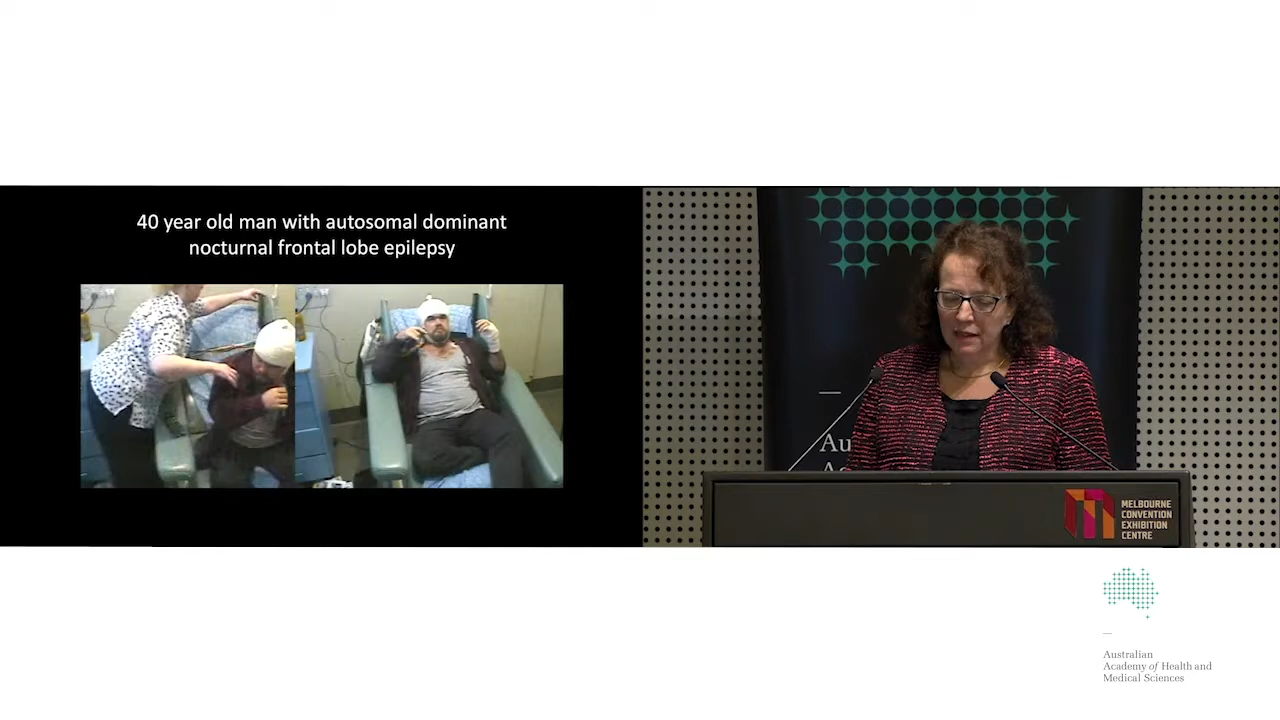 40 year old man with autosomal dominant
nocturnal frontal lobe epilepsy
Au
MELBOURNE
CONVENTION
EXHIBITION
CENTRE
Australian
Academy of Health and
Medical Sciences